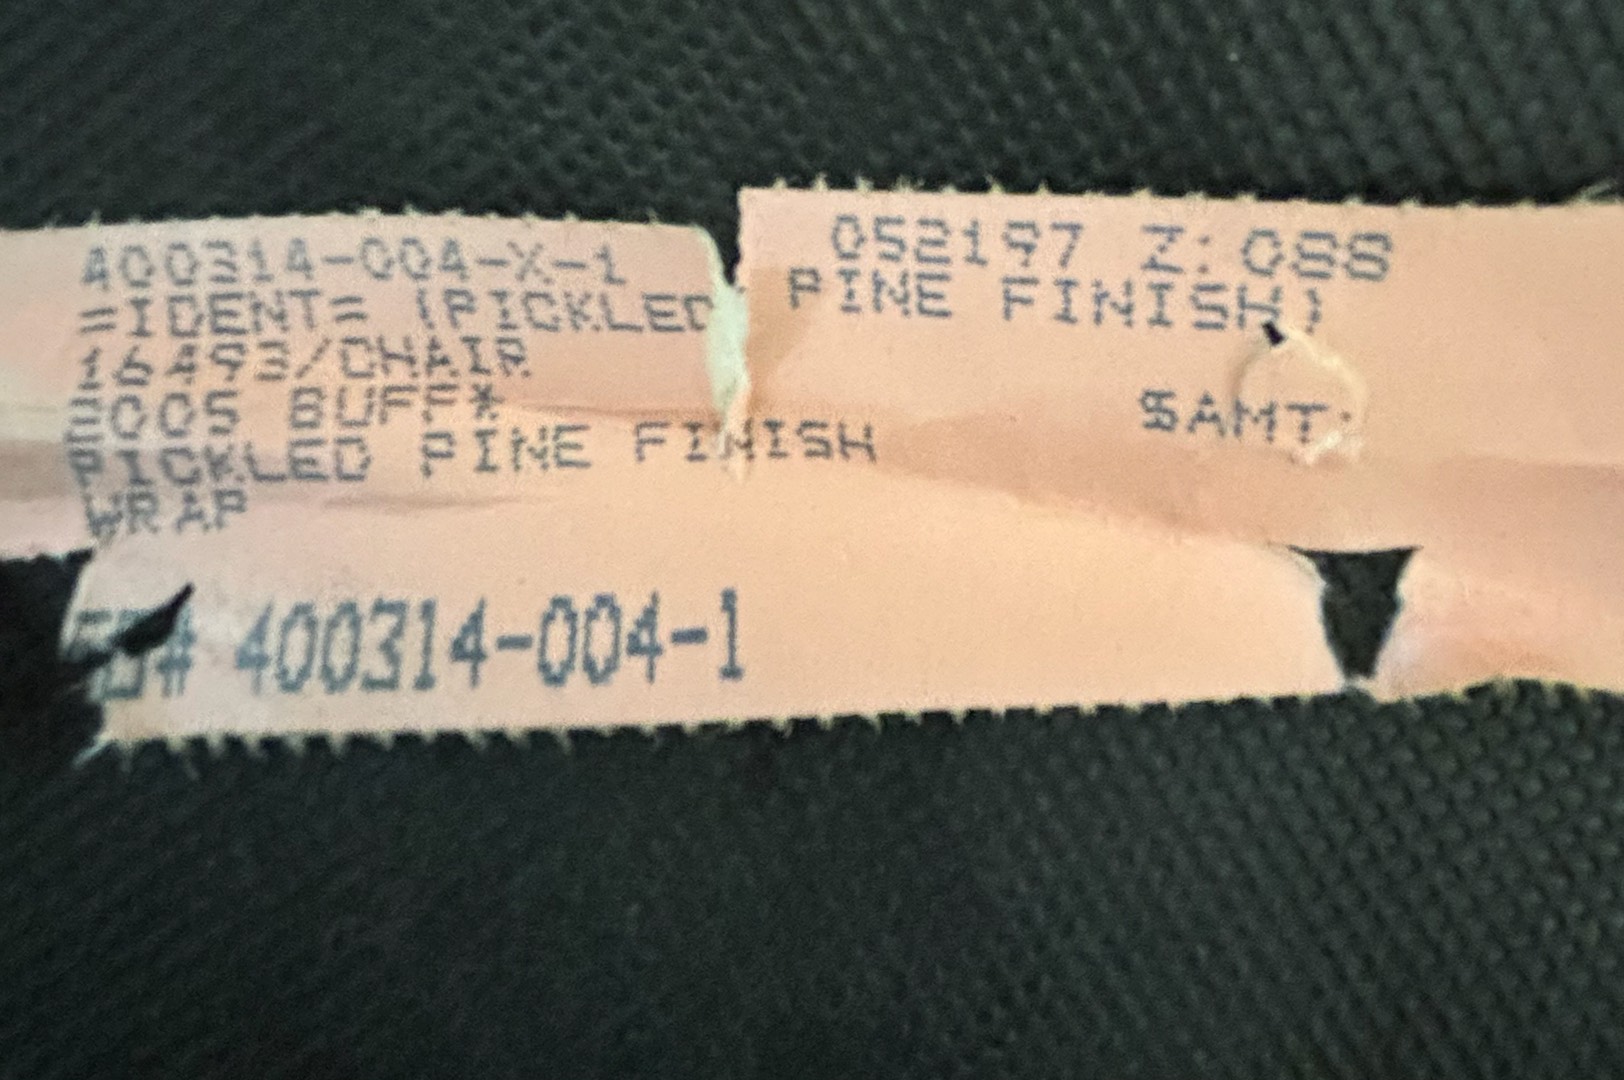 400314-004-X-1 052197 Z:088
=IDENT= (PICKLED PINE FINISH)
16493/CHAIR
BUFF* SAMT:
PICKLED PINE FINISH
WRAP
400314-004-1